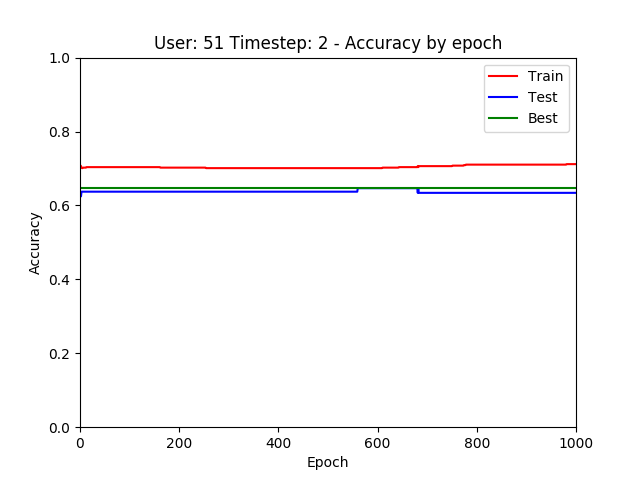 User: 51 Timestep: 2 - Accuracy by epoch
1.0
0.8
0.6
0.4
0.2
0.0
Accuracy
Train
Test
Best
0 200 400 600 800 1000
Epoch